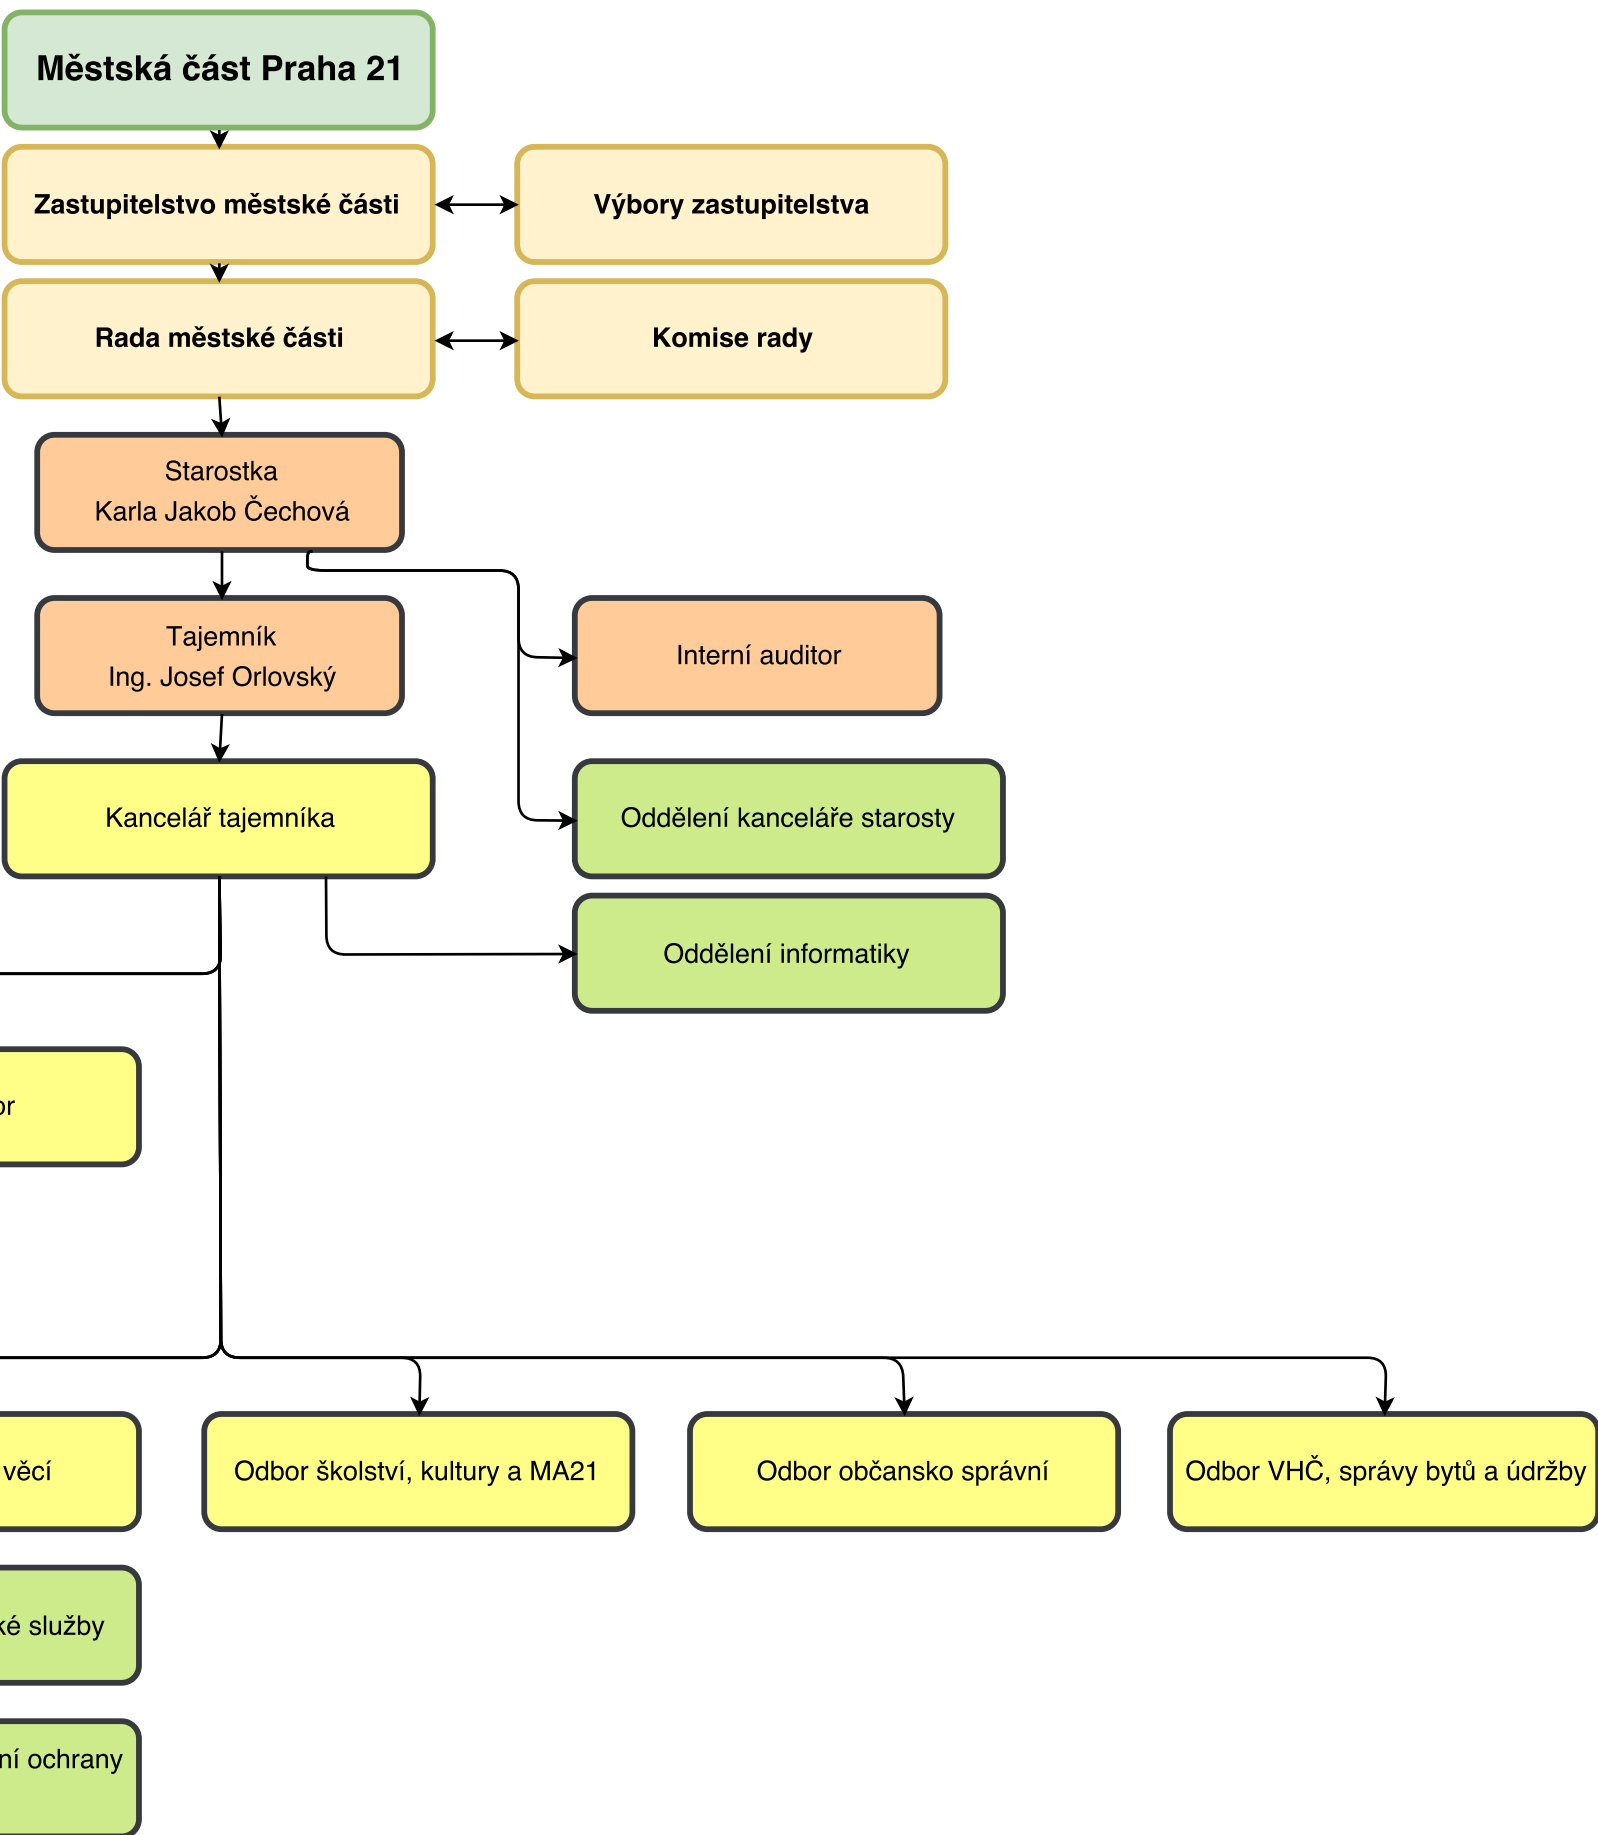 Městská část Praha 21
Zastupitelstvo městské části
Výbory zastupitelstva
Rada městské části
Komise rady
Starostka
Karla Jakob Čechová
Tajemník
Ing. Josef Orlovský
Interní auditor
Kancelář tajemníka
Oddělení kanceláře starosty
Oddělení informatiky
věcí
Odbor školství, kultury a MA21
Odbor občansko správní
Odbor VHČ, správy bytů a údržby
služby
ochrany